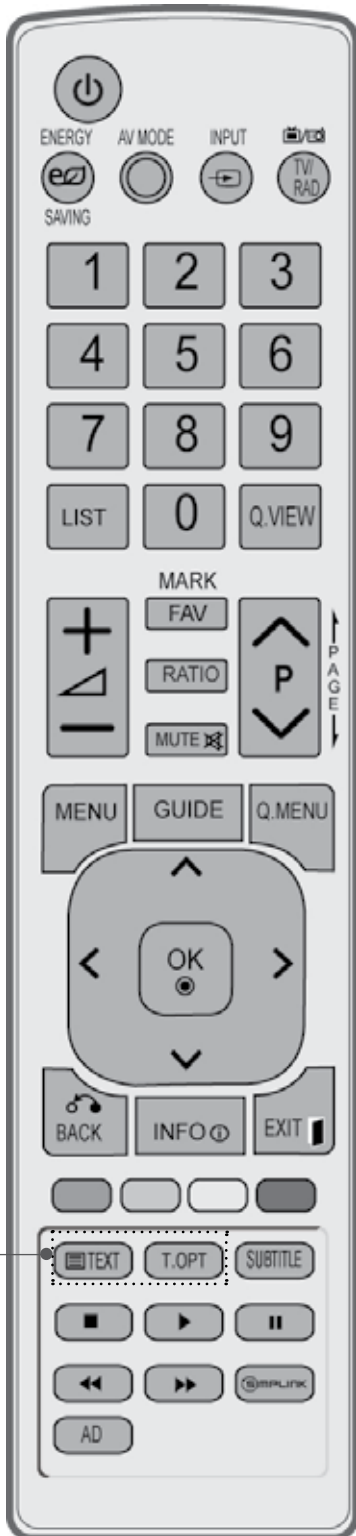 ENERGY AV MODE INPUT
TV/
RAD
SAVING
1 2 3
4 5 6
7 8 9
LIST 0 Q.VIEW
MARK
FAV
RATIO
P
PAGE
MUTE
MENU GUIDE Q.MENU
OK
BACK INFO EXIT
TEXT T.OPT SUBTITLE
SIMPLINK
AD